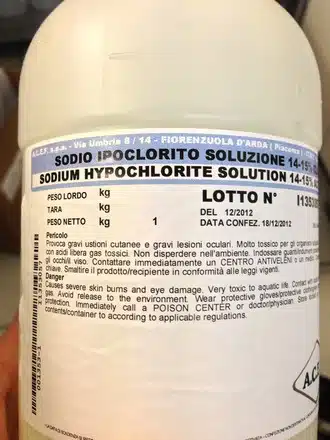 A.C.E.F. s.p.a. - Via Umbria 8 / 14 - FIORENZUOLA D'ARDA ( Piacenza )
SODIO IPOCLORITO SOLUZIONE 14-15%
SODIUM HYPOCHLORITE SOLUTION 14-15%
PESO LORDO kg
TARA kg
PESO NETTO kg 1
LOTTO N°
DEL 12/2012
DATA CONFEZ. 18/12/2012
Pericolo
Provoca gravi ustioni cutanee e gravi lesioni oculari. Molto tossico per gli organismi
con acidi libera gas tossici. Non disperdere nell'ambiente. Indossare guanti/indumenti
gli occhi/il viso. Contattare immediatamente un CENTRO ANTIVELENI o un medico.
chiave. Smaltire il prodotto/recipiente in conformità alle leggi vigenti.
Danger
Causes severe skin burns and eye damage. Very toxic to aquatic life. Contact with
gas. Avoid release to the environment. Wear protective gloves/protective
protection. Immediately call a POISON CENTER or doctor/physician. Store
contents/container to according to applicable regulations.
A.C.E.